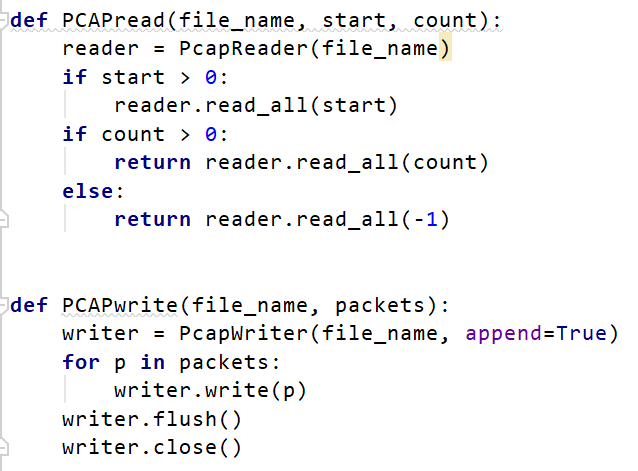 def PCAPread(file_name, start, count):
    reader = PcapReader(file_name)
    if start > 0:
        reader.read_all(start)
    if count > 0:
        return reader.read_all(count)
    else:
        return reader.read_all(-1)
def PCAPwrite(file_name, packets):
    writer = PcapWriter(file_name, append=True)
    for p in packets:
        writer.write(p)
    writer.flush()
    writer.close()